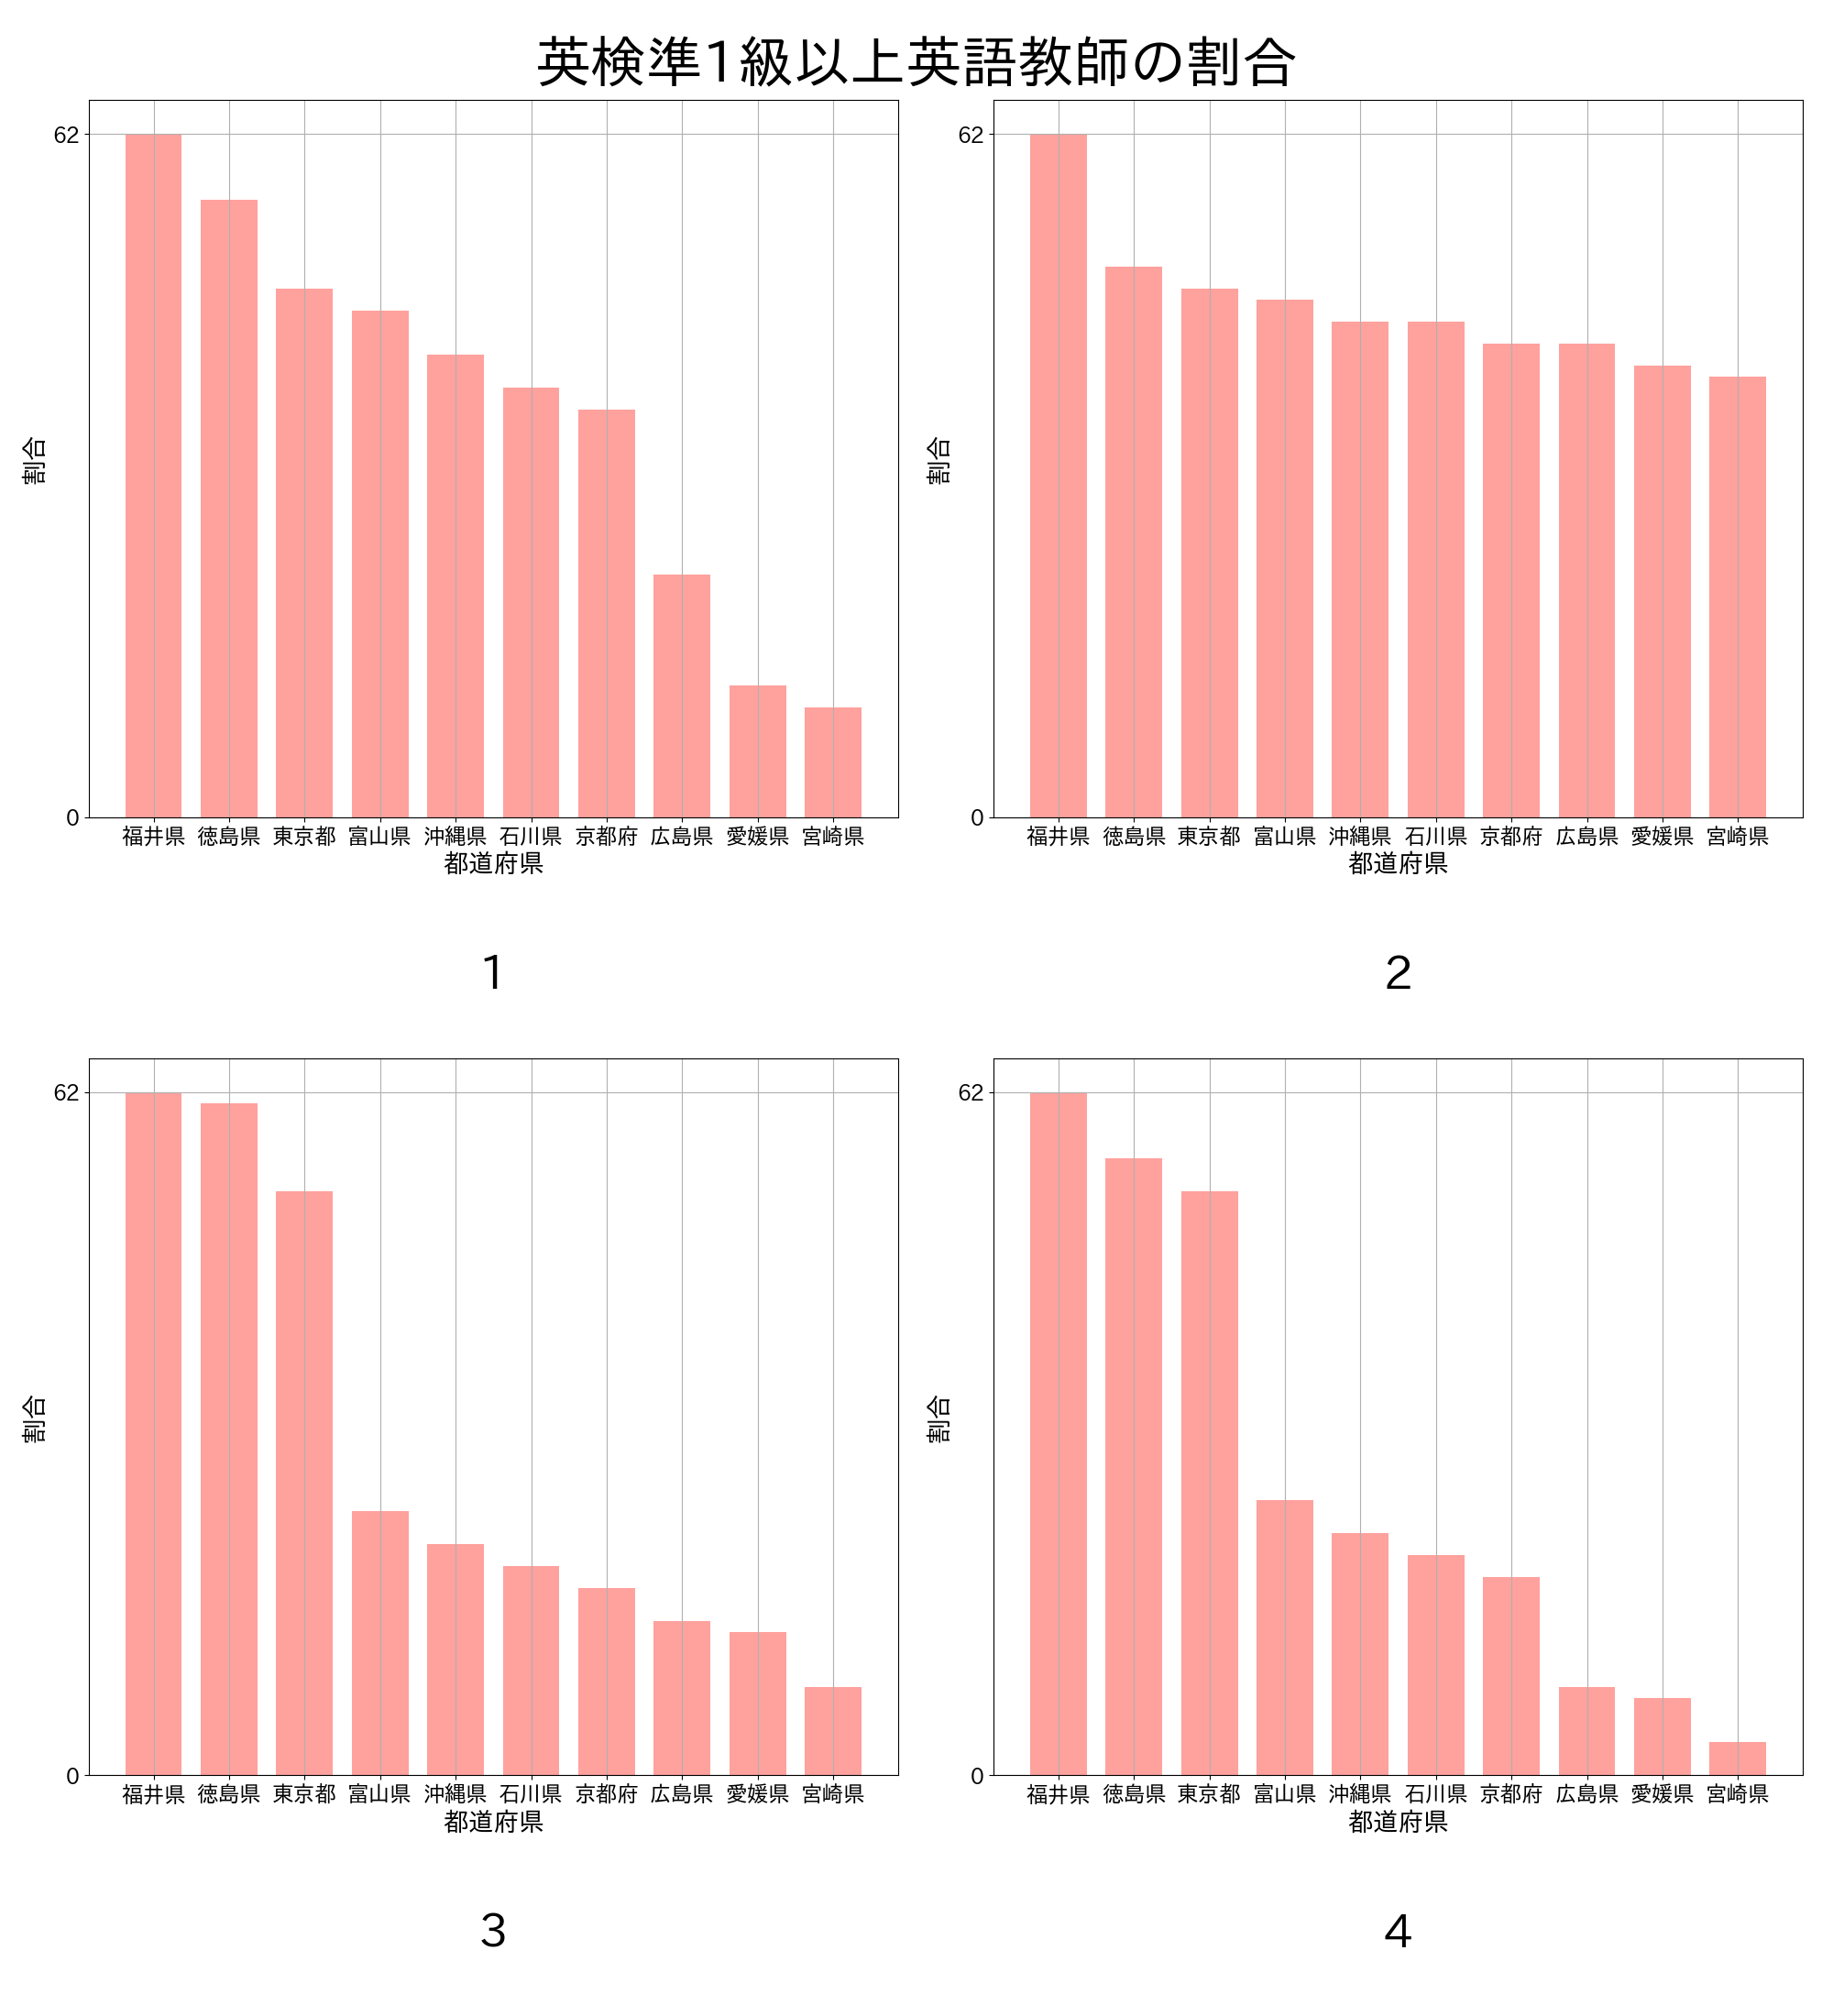 英検準1級以上英語教師の割合
62
0
割合
福井県 徳島県 東京都 富山県 沖縄県 石川県 京都府 広島県 愛媛県 宮崎県
都道府県
1
62
0
割合
福井県 徳島県 東京都 富山県 沖縄県 石川県 京都府 広島県 愛媛県 宮崎県
都道府県
2
62
0
割合
福井県 徳島県 東京都 富山県 沖縄県 石川県 京都府 広島県 愛媛県 宮崎県
都道府県
3
62
0
割合
福井県 徳島県 東京都 富山県 沖縄県 石川県 京都府 広島県 愛媛県 宮崎県
都道府県
4